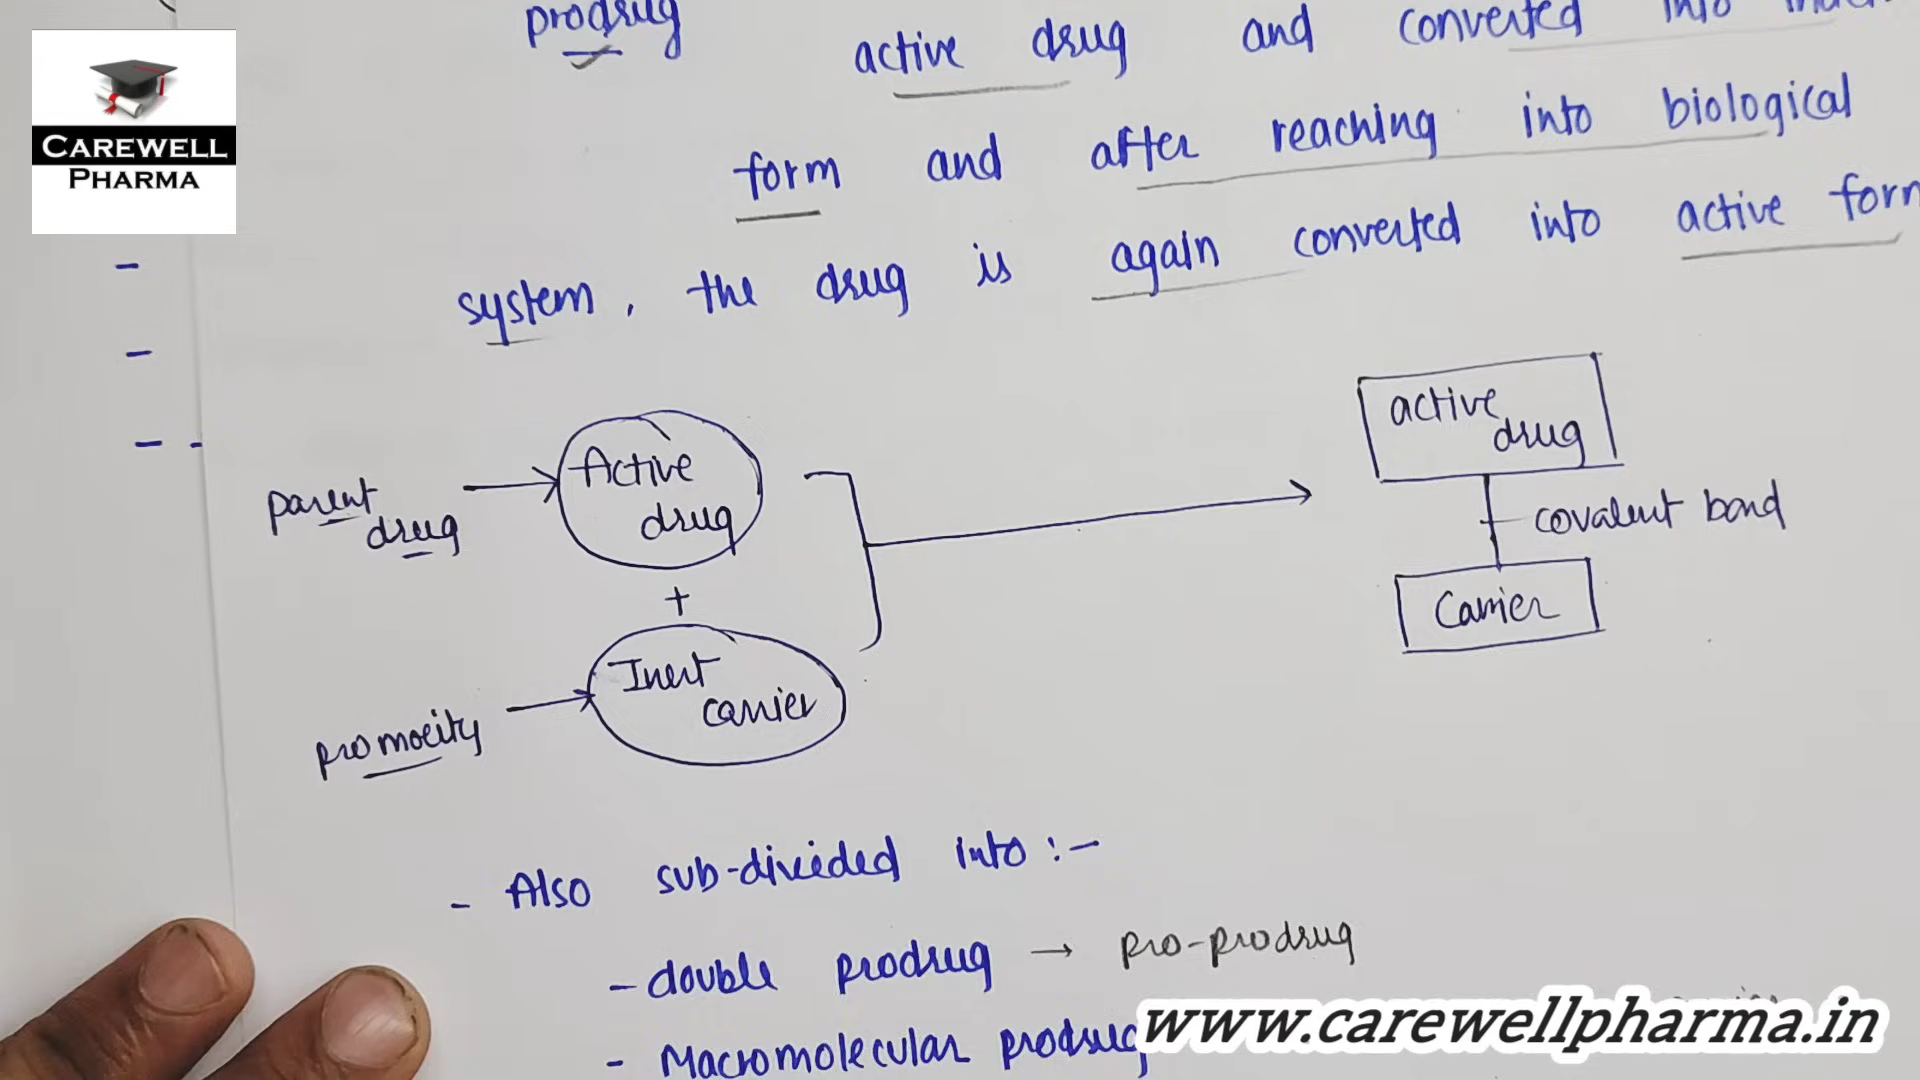 prodrug
active drug and converted into
form and after reaching into biological
system, the drug is again converted into active form
CAREWELL
PHARMA
parent
drug
Active
drug
+
Inert
carrier
promoeity
active
drug
covalent bond
Carrier
- Also sub-divided into :-
- double prodrug → pro-prodrug
- Macromolecular prodrug
www.carewellpharma.in